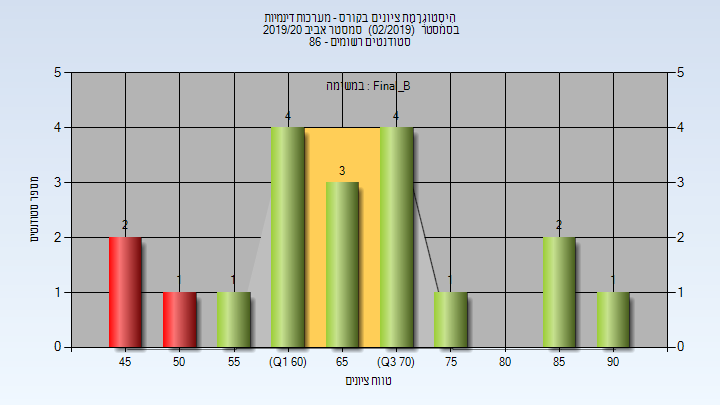 היסטוגרמת ציונים בקורס - מערכות דינמיות
בסמסטר (02/2019) סמסטר אביב 2019/20
סטודנטים רשומים - 86
במשימה : Final_B
מספר סטודנטים
5 5
4 4
3 3
2 2
1 1
0 0
2 1 1 4 3 4 1 2 1
45 50 55 (Q1 60) 65 (Q3 70) 75 80 85 90
טווח ציונים